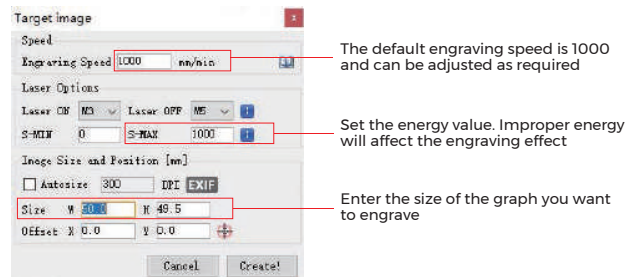 Target image
x
Speed
Engraving Speed 1000 mm/min
The default engraving speed is 1000
and can be adjusted as required
Laser Options
Laser ON M3 Laser OFF M5
S-MIN 0 S-MAX 1000
Set the energy value. Improper energy
will affect the engraving effect
Image Size and Position [mm]
Autosize 300 DPI EXIF
Size W 50.0 H 49.5
Enter the size of the graph you want
to engrave
Offset X 0.0 Y 0.0
Cancel Create!